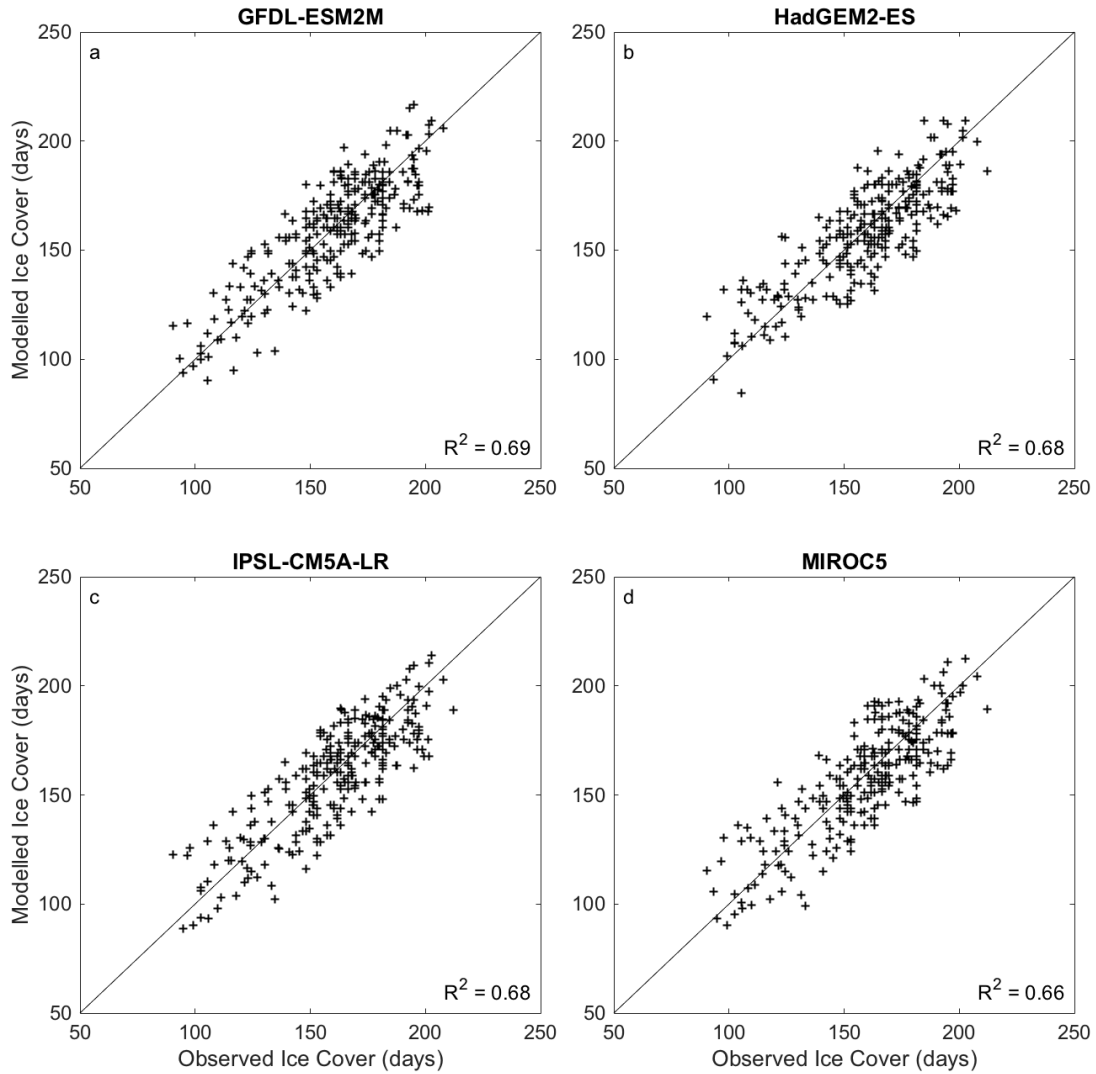 GFDL-ESM2M
250
a
200
150
100
50
Modelled Ice Cover (days)
R² = 0.69
50 100 150 200 250
HadGEM2-ES
250
b
200
150
100
50
R² = 0.68
50 100 150 200 250
IPSL-CM5A-LR
250
c
200
150
100
50
Modelled Ice Cover (days)
R² = 0.68
50 100 150 200 250
Observed Ice Cover (days)
MIROC5
250
d
200
150
100
50
R² = 0.66
50 100 150 200 250
Observed Ice Cover (days)